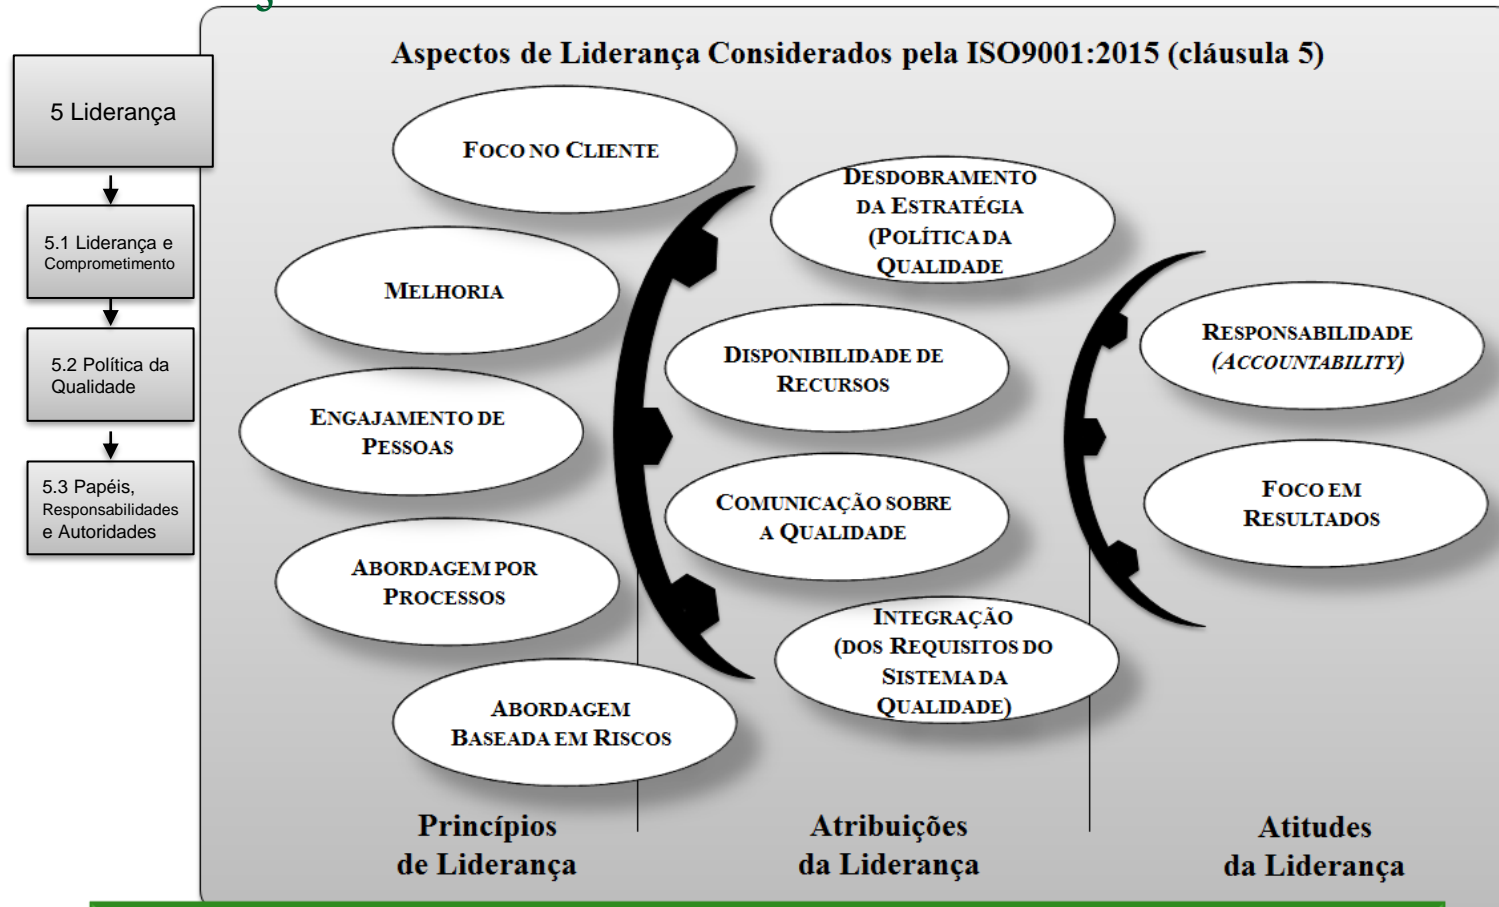 Aspectos de Liderança Considerados pela ISO9001:2015 (cláusula 5)
5 Liderança
5.1 Liderança e
Comprometimento
5.2 Política da
Qualidade
5.3 Papéis,
Responsabilidades
e Autoridades
FOCO NO CLIENTE
MELHORIA
ENGAJAMENTO DE
PESSOAS
ABORDAGEM POR
PROCESSOS
ABORDAGEM
BASEADA EM RISCOS
Princípios
de Liderança
DESDOBRAMENTO
DA ESTRATÉGIA
(POLÍTICA DA
QUALIDADE
DISPONIBILIDADE DE
RECURSOS
COMUNICAÇÃO SOBRE
A QUALIDADE
INTEGRAÇÃO
(DOS REQUISITOS DO
SISTEMA DA
QUALIDADE)
Atribuições
da Liderança
RESPONSABILIDADE
(ACCOUNTABILITY)
FOCO EM
RESULTADOS
Atitudes
da Liderança